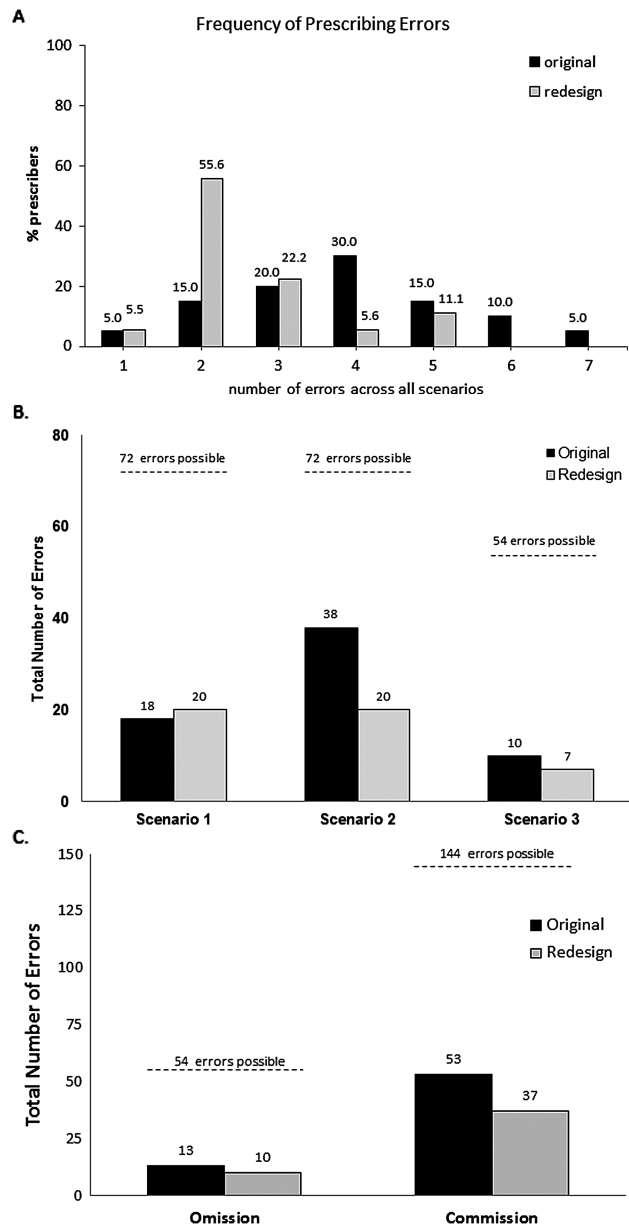 A
Frequency of Prescribing Errors
100
80
60
40
20
0
% prescribers
original
redesign
5.0 5.5
15.0 55.6
20.0 22.2
30.0 5.6
15.0 11.1
10.0
5.0
1 2 3 4 5 6 7
number of errors across all scenarios
B.
80
60
40
20
0
Total Number of Errors
72 errors possible
72 errors possible
54 errors possible
Original
Redesign
18 20
38 20
10 7
Scenario 1 Scenario 2 Scenario 3
C.
150
125
100
75
50
25
0
Total Number of Errors
144 errors possible
Original
Redesign
54 errors possible
13 10
53 37
Omission Commission